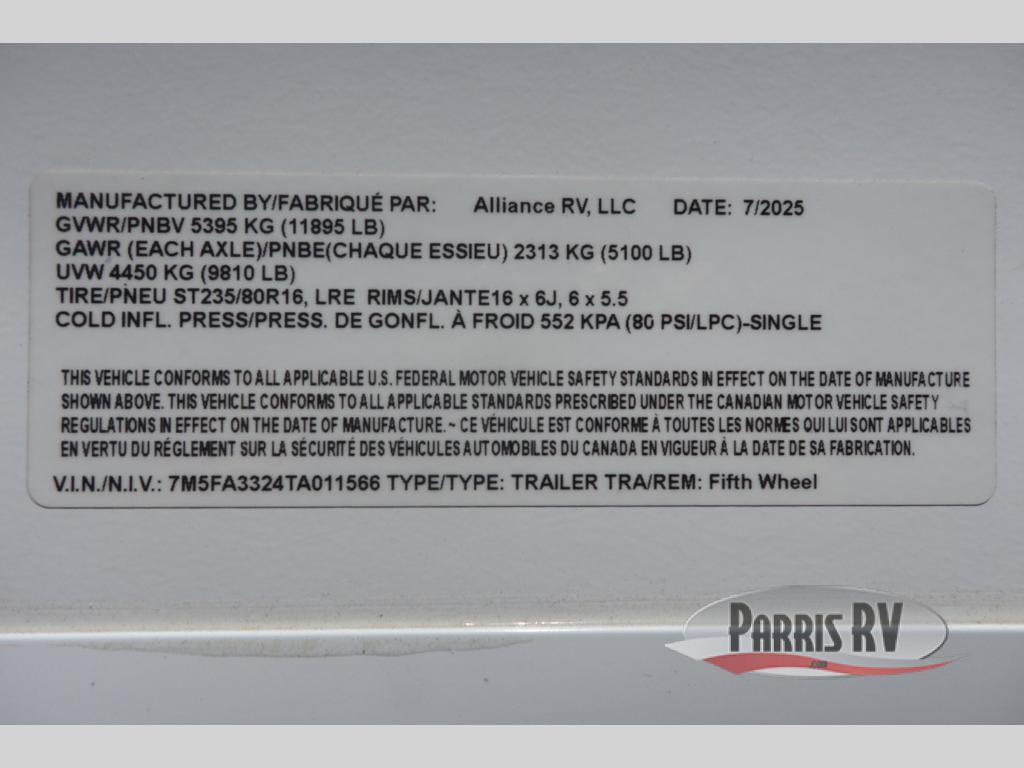 MANUFACTURED BY/FABRIQUÉ PAR: Alliance RV, LLC DATE: 7/2025
GVWR/PNBV 5395 KG (11895 LB)
GAWR (EACH AXLE)/PNBE(CHAQUE ESSIEU) 2313 KG (5100 LB)
UVW 4450 KG (9810 LB)
TIRE/PNEU ST235/80R16, LRE RIMS/JANTE16 x 6J, 6 x 5.5
COLD INFL. PRESS/PRESS. DE GONFL. À FROID 552 KPA (80 PSI/LPC)-SINGLE
THIS VEHICLE CONFORMS TO ALL APPLICABLE U.S. FEDERAL MOTOR VEHICLE SAFETY STANDARDS IN EFFECT ON THE DATE OF MANUFACTURE
SHOWN ABOVE. THIS VEHICLE CONFORMS TO ALL APPLICABLE STANDARDS PRESCRIBED UNDER THE CANADIAN MOTOR VEHICLE SAFETY
REGULATIONS IN EFFECT ON THE DATE OF MANUFACTURE. ~ CE VÉHICULE EST CONFORME À TOUTES LES NORMES QUI LUI SONT APPLICABLES
EN VERTU DU RÉGLEMENT SUR LA SÉCURITÉ DES VÉHICULES AUTOMOBILES DU CANADA EN VIGUEUR À LA DATE DE SA FABRICATION.
V.I.N./N.I.V.: 7M5FA3324TA011566 TYPE/TYPE: TRAILER TRA/REM: Fifth Wheel
PARRIS RV
.com